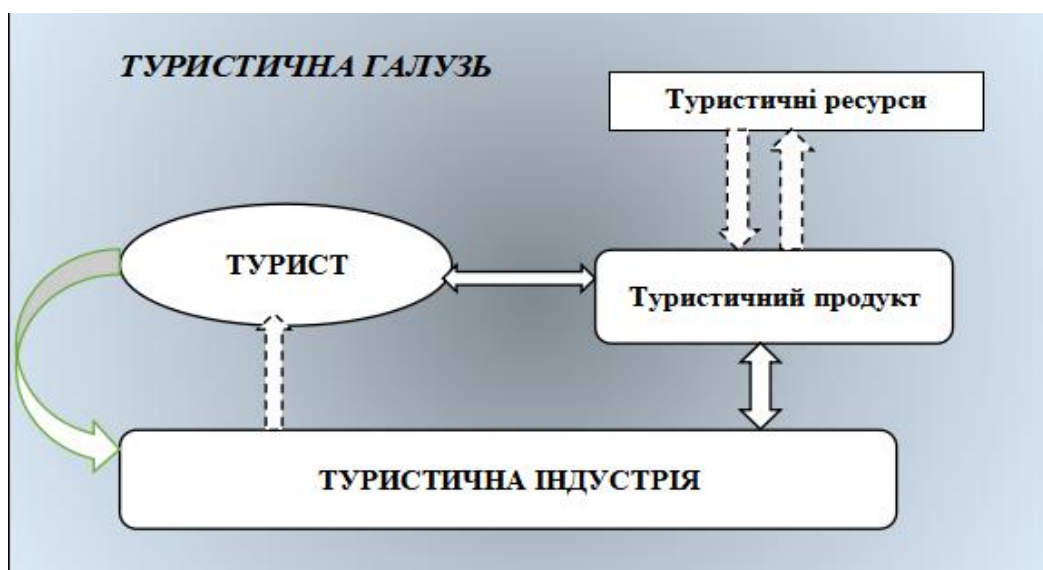 ТУРИСТИЧНА ГАЛУЗЬ
Туристичні ресурси
ТУРИСТ
Туристичний продукт
ТУРИСТИЧНА ІНДУСТРІЯ